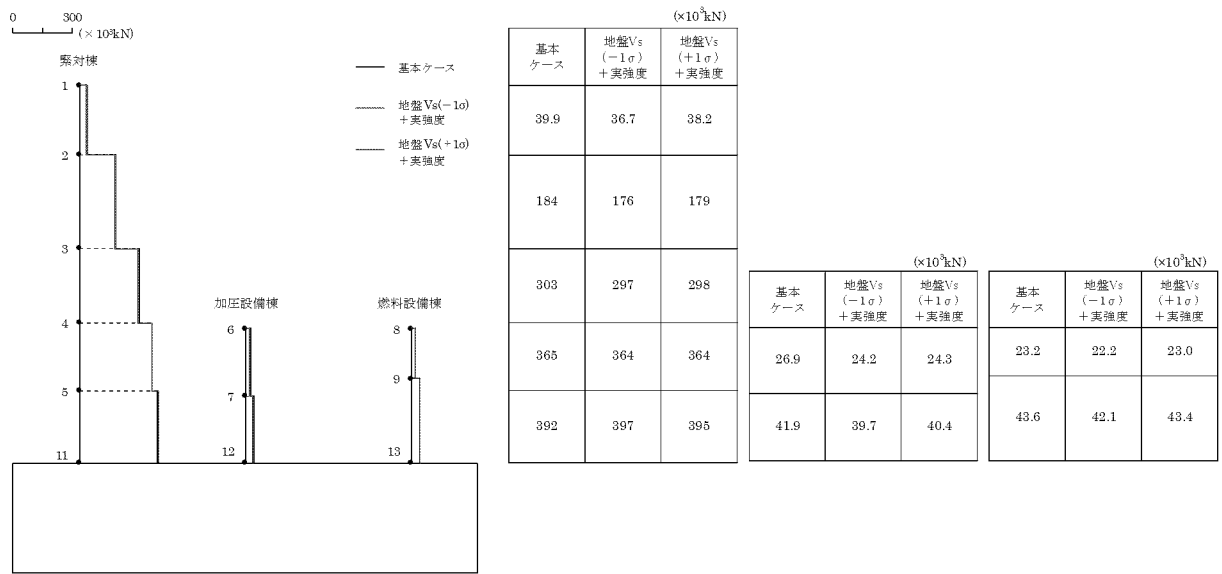 0 300
(×10³kN)
緊対棟
1
2
3
4
5
11
基本ケース
地盤Vs(−1σ)
+実強度
地盤Vs(+1σ)
+実強度
加圧設備棟
6
7
12
燃料設備棟
8
9
13
(×10³kN)
基本
ケース
地盤Vs
(−1σ)
+実強度
地盤Vs
(+1σ)
+実強度
39.9 36.7 38.2
184 176 179
303 297 298
365 364 364
392 397 395
(×10³kN)
基本
ケース
地盤Vs
(−1σ)
+実強度
地盤Vs
(+1σ)
+実強度
26.9 24.2 24.3
41.9 39.7 40.4
(×10³kN)
基本
ケース
地盤Vs
(−1σ)
+実強度
地盤Vs
(+1σ)
+実強度
23.2 22.2 23.0
43.6 42.1 43.4